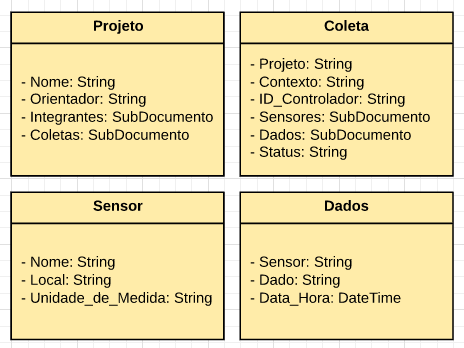 Projeto
- Nome: String
- Orientador: String
- Integrantes: SubDocumento
- Coletas: SubDocumento
Coleta
- Projeto: String
- Contexto: String
- ID_Controlador: String
- Sensores: SubDocumento
- Dados: SubDocumento
- Status: String
Sensor
- Nome: String
- Local: String
- Unidade_de_Medida: String
Dados
- Sensor: String
- Dado: String
- Data_Hora: DateTime